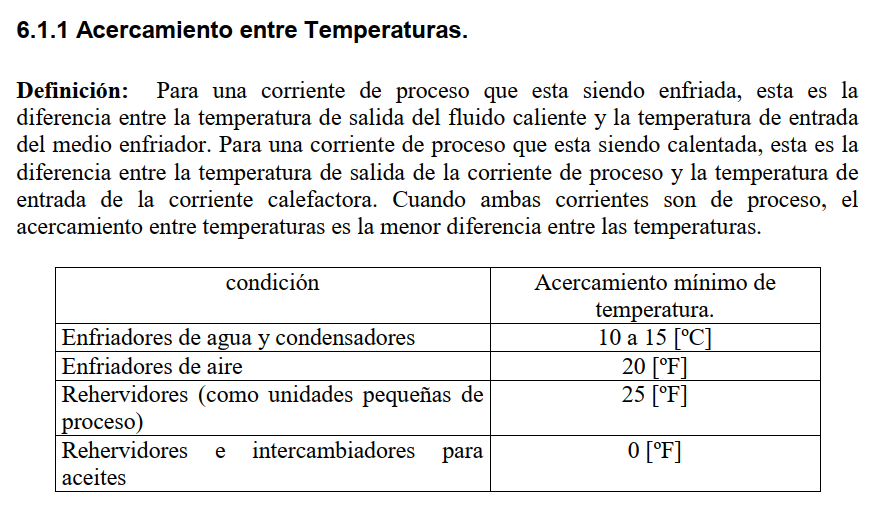 6.1.1 Acercamiento entre Temperaturas.
Definición: Para una corriente de proceso que esta siendo enfriada, esta es la
diferencia entre la temperatura de salida del fluido caliente y la temperatura de entrada
del medio enfriador. Para una corriente de proceso que esta siendo calentada, esta es la
diferencia entre la temperatura de salida de la corriente de proceso y la temperatura de
entrada de la corriente calefactora. Cuando ambas corrientes son de proceso, el
acercamiento entre temperaturas es la menor diferencia entre las temperaturas.
condición
Acercamiento mínimo de
temperatura.
Enfriadores de agua y condensadores
10 a 15 [ºC]
Enfriadores de aire
20 [ºF]
Rehervidores (como unidades pequeñas de
proceso)
25 [ºF]
Rehervidores e intercambiadores para
aceites
0 [ºF]